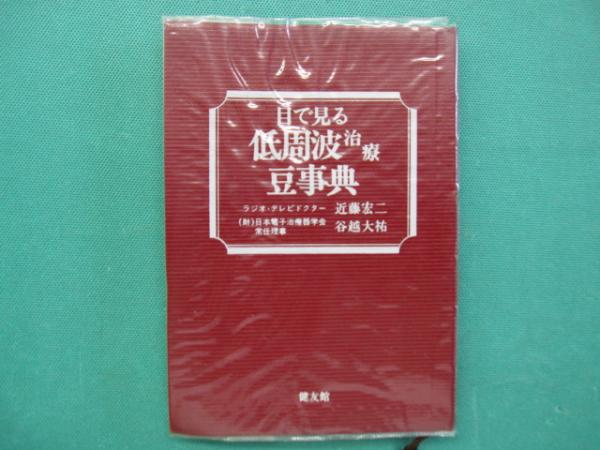 目で見る
低周波治療
豆事典
ラジオ・テレビドクター 近藤宏二
(財)日本電子治療器学会 常任理事 谷越大祐
健友館